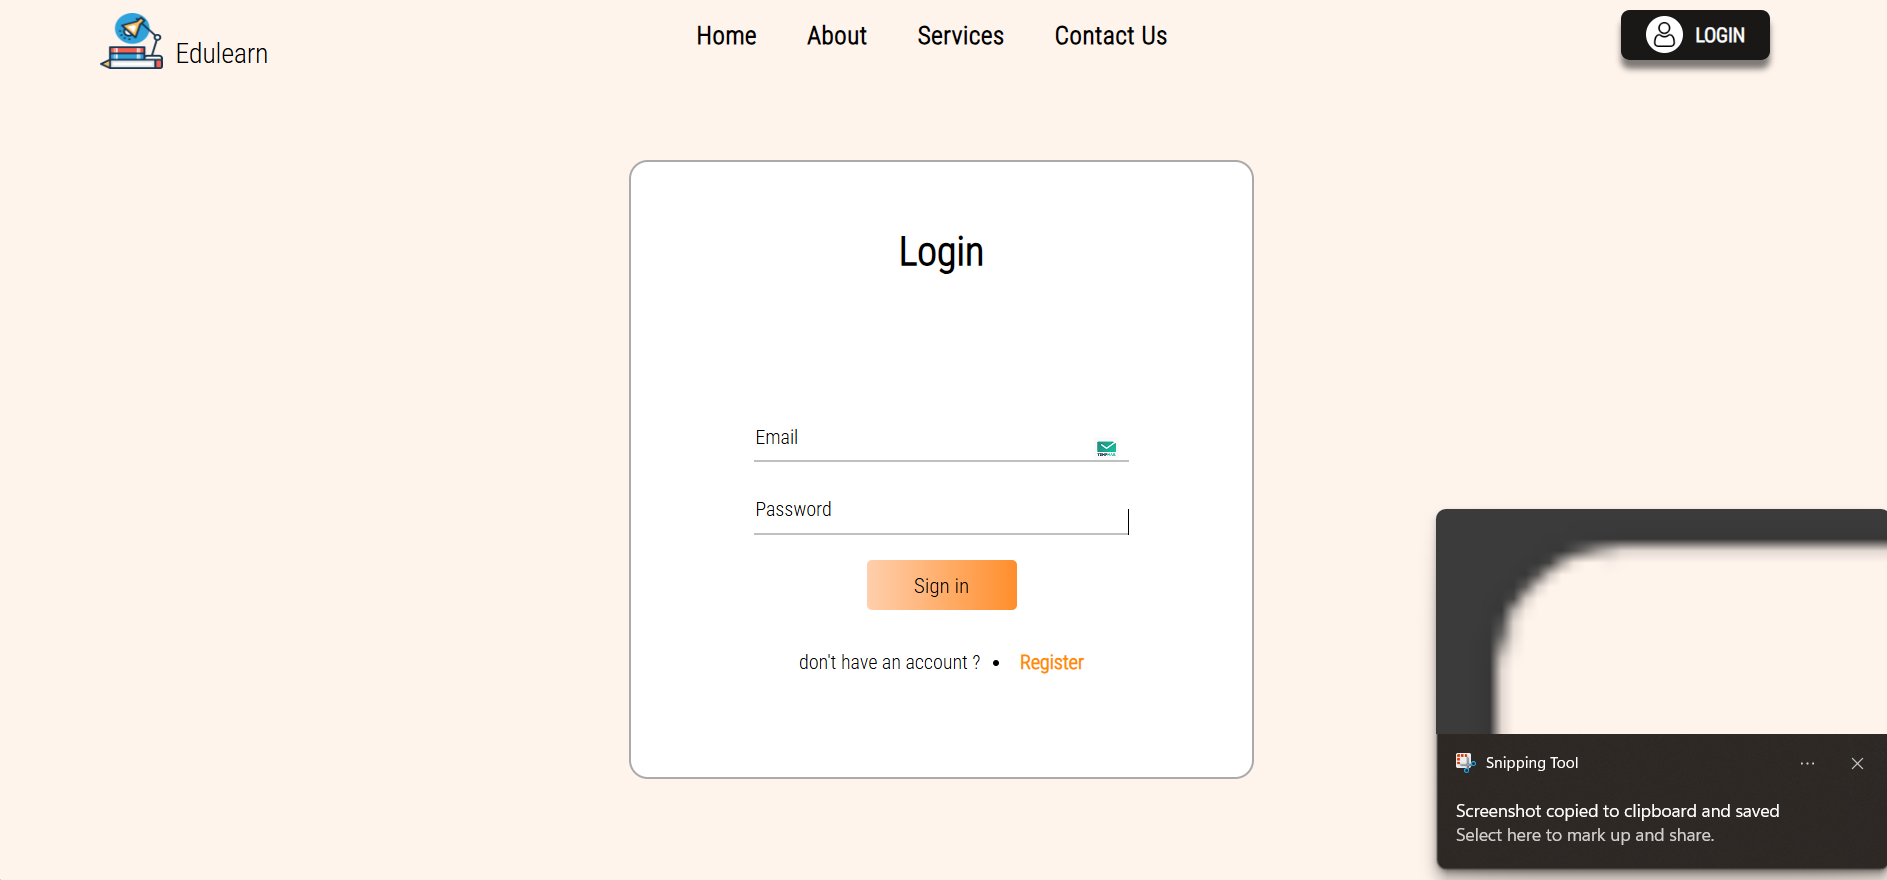 Edulearn
Home About Services Contact Us
LOGIN
Login
Email
Password
Sign in
don't have an account ? • Register
Snipping Tool
Screenshot copied to clipboard and saved
Select here to mark up and share.